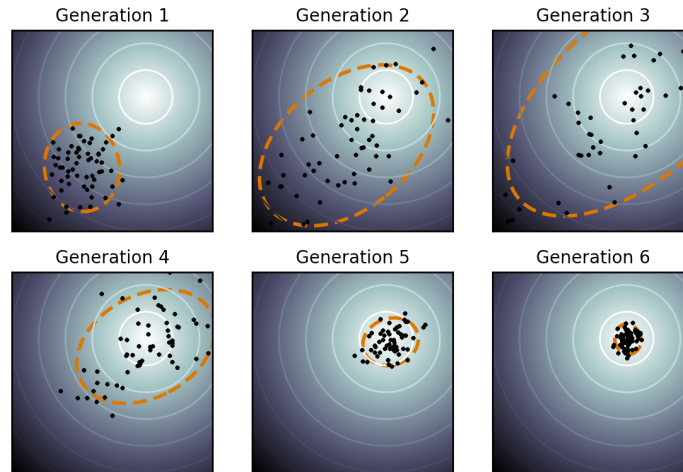 Generation 1
Generation 2
Generation 3
Generation 4
Generation 5
Generation 6